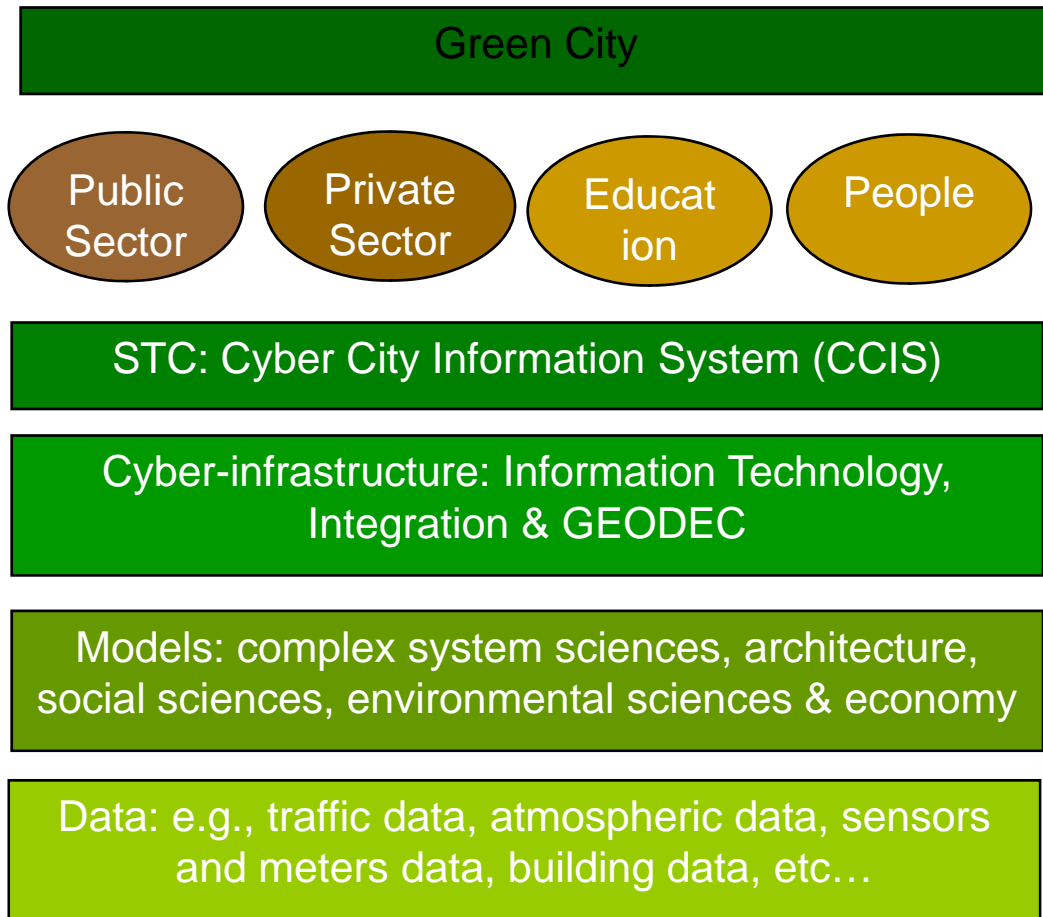 Green City
Public
Sector
Private
Sector
Educat
ion
People
STC: Cyber City Information System (CCIS)
Cyber-infrastructure: Information Technology,
Integration & GEODEC
Models: complex system sciences, architecture,
social sciences, environmental sciences & economy
Data: e.g., traffic data, atmospheric data, sensors
and meters data, building data, etc…